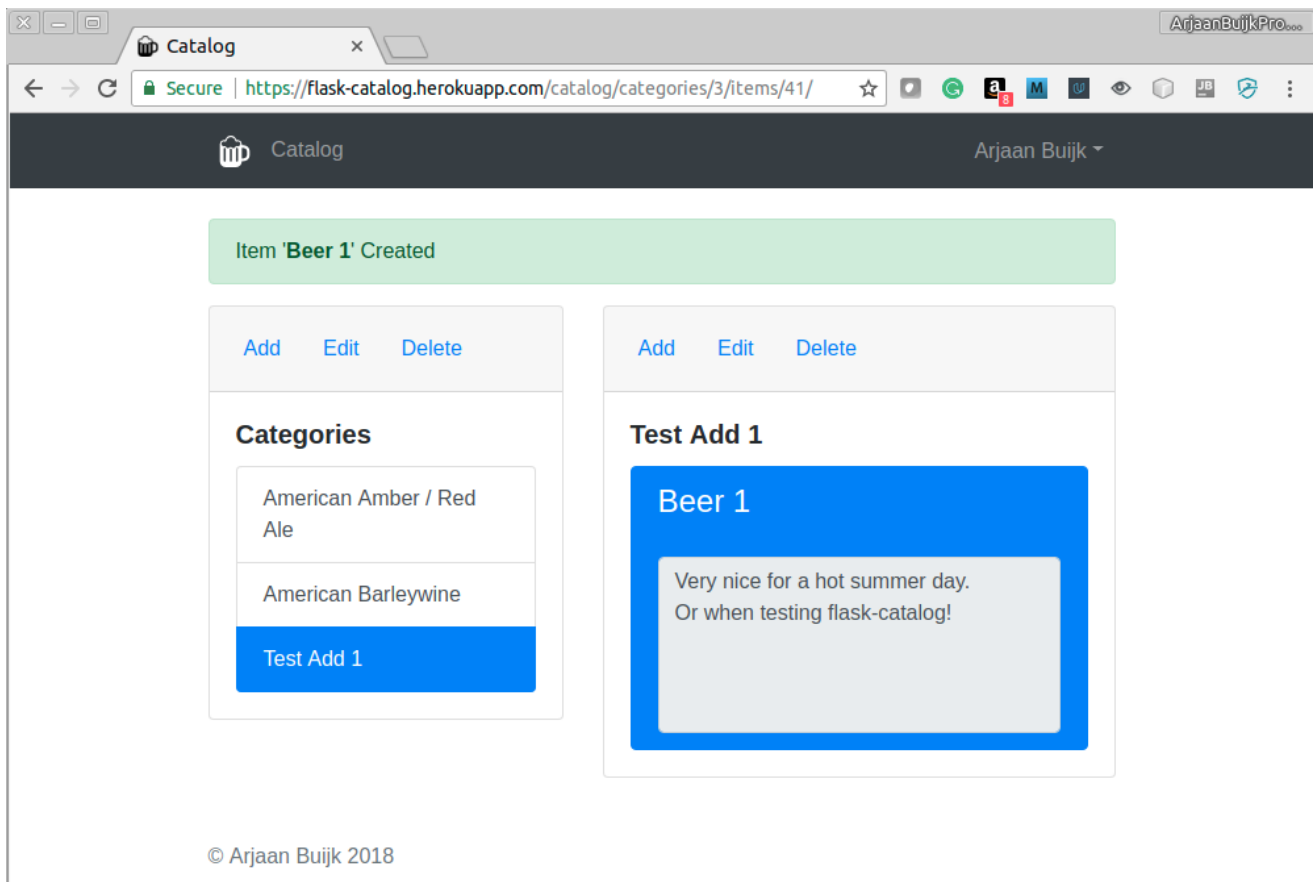 ArjaanBuijkPro...
Catalog
Secure | https://flask-catalog.herokuapp.com/catalog/categories/3/items/41/
8
M
JB
Catalog
Arjaan Buijk
Item 'Beer 1' Created
Add Edit Delete
Categories
American Amber / Red
Ale
American Barleywine
Test Add 1
Add Edit Delete
Test Add 1
Beer 1
Very nice for a hot summer day.
Or when testing flask-catalog!
© Arjaan Buijk 2018